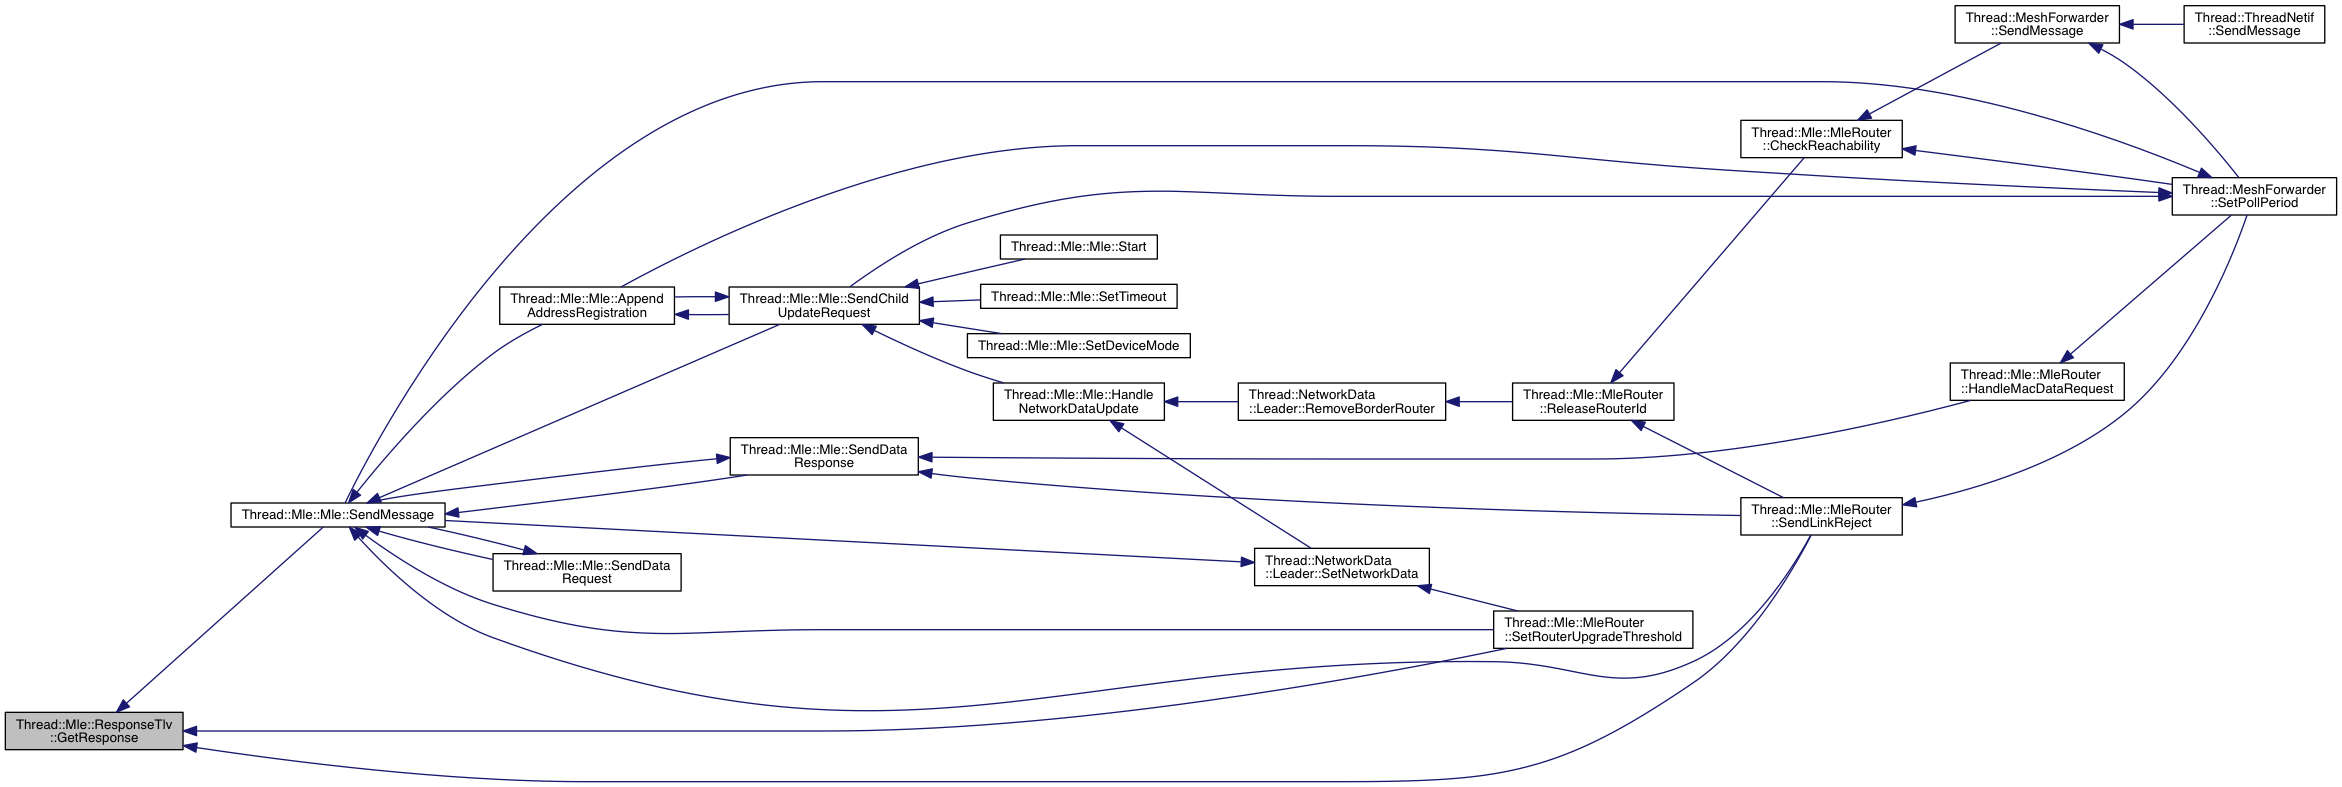 Thread::MeshForwarder
::SendMessage
Thread::ThreadNetif
::SendMessage
Thread::Mle::MleRouter
::CheckReachability
Thread::MeshForwarder
::SetPollPeriod
Thread::Mle::Mle::Start
Thread::Mle::Mle::Append
AddressRegistration
Thread::Mle::Mle::SendChild
UpdateRequest
Thread::Mle::Mle::SetTimeout
Thread::Mle::Mle::SetDeviceMode
Thread::Mle::Mle::Handle
NetworkDataUpdate
Thread::NetworkData
::Leader::RemoveBorderRouter
Thread::Mle::MleRouter
::ReleaseRouterId
Thread::Mle::MleRouter
::HandleMacDataRequest
Thread::Mle::Mle::SendData
Response
Thread::Mle::Mle::SendMessage
Thread::Mle::MleRouter
::SendLinkReject
Thread::Mle::Mle::SendData
Request
Thread::NetworkData
::Leader::SetNetworkData
Thread::Mle::MleRouter
::SetRouterUpgradeThreshold
Thread::Mle::ResponseTlv
::GetResponse